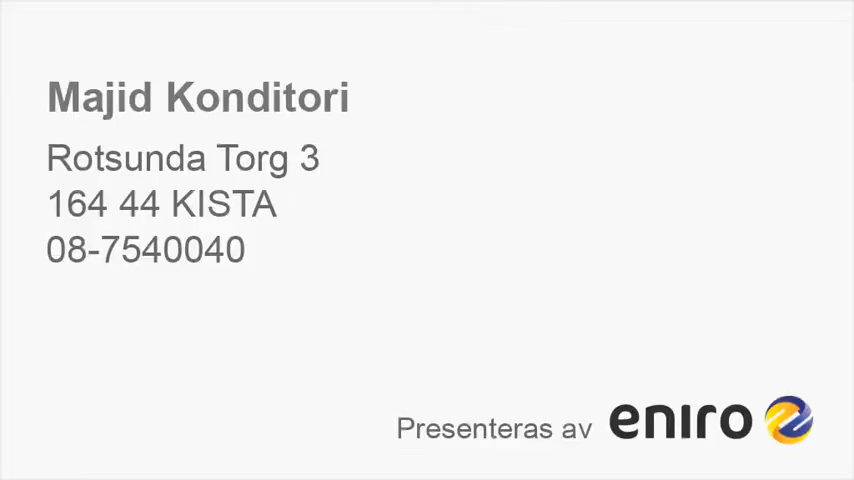 Majid Konditori
Rotsunda Torg 3
164 44 KISTA
08-7540040
Presenteras av eniro